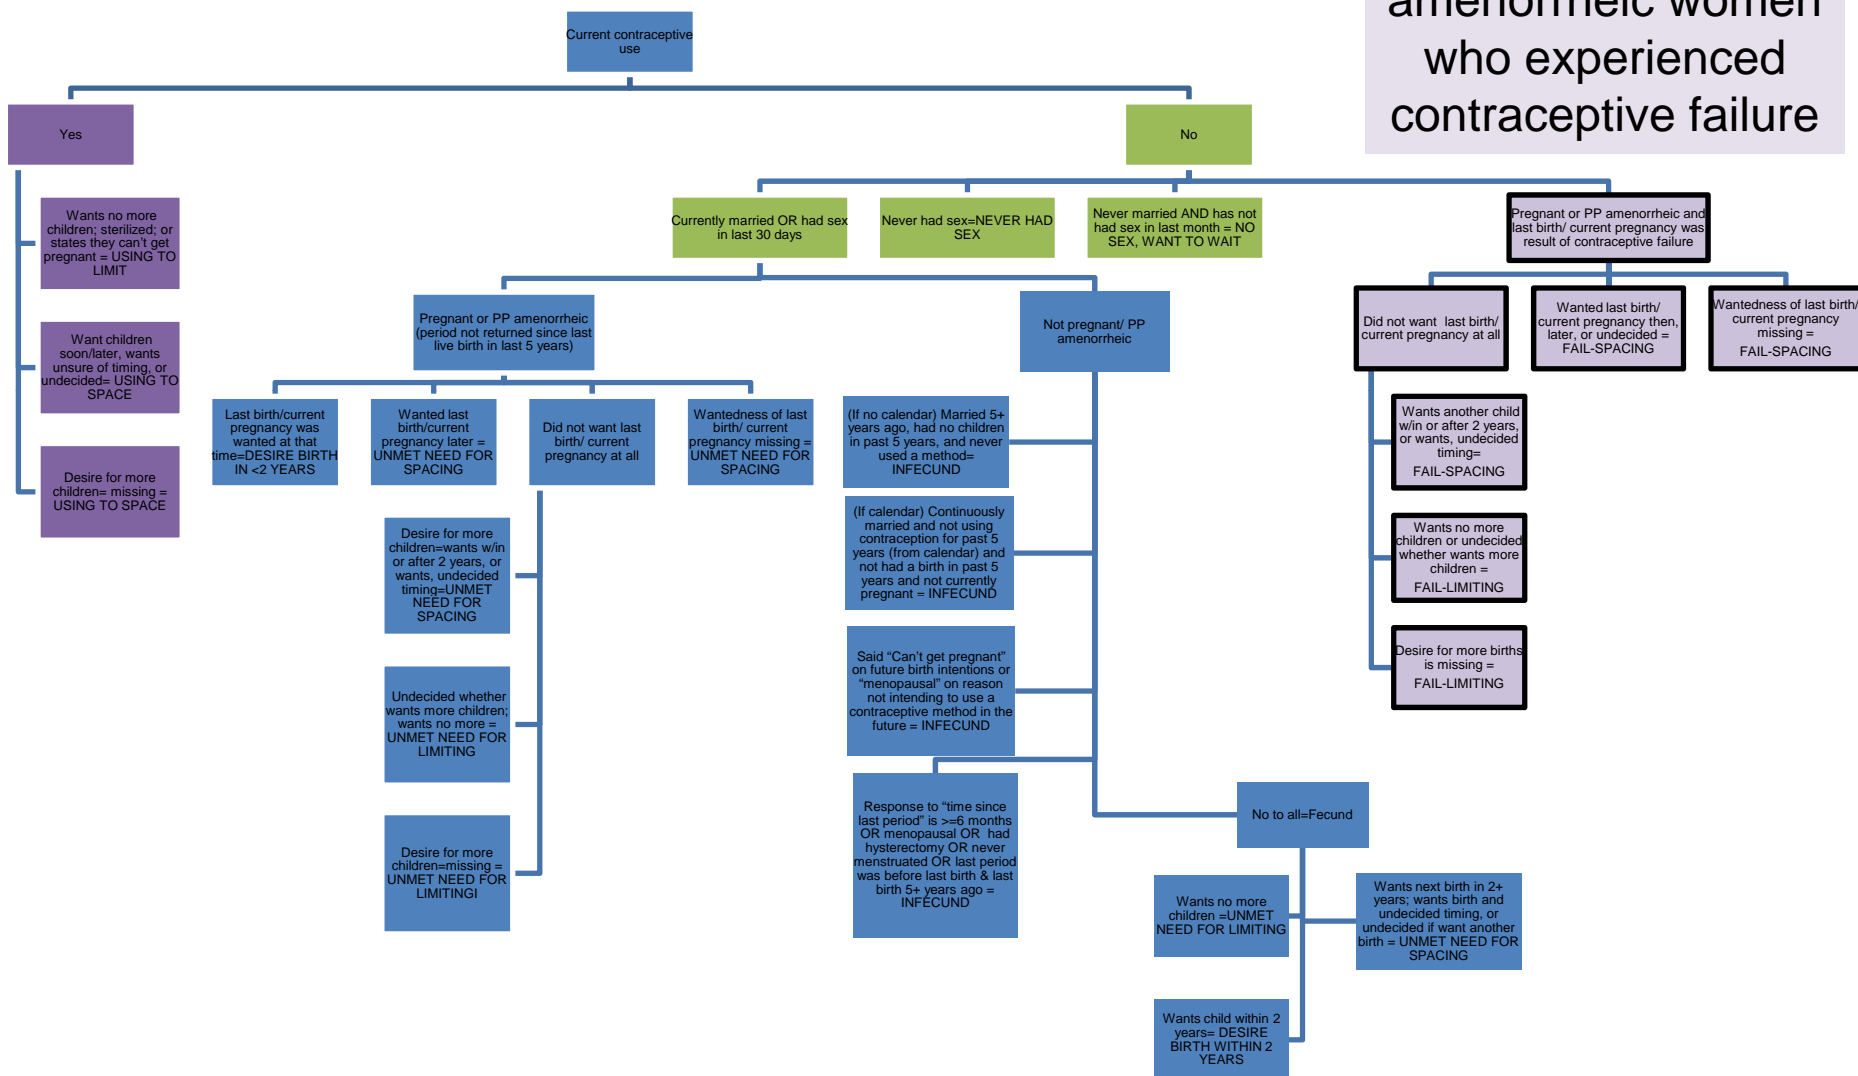 amenorrheic women
who experienced
contraceptive failure
Current contraceptive
use
Yes
No
Wants no more
children; sterilized; or
states they can't get
pregnant = USING TO
LIMIT
Want children
soon/later, wants
unsure of timing, or
undecided= USING TO
SPACE
Desire for more
children= missing =
USING TO SPACE
Currently married OR had sex
in last 30 days
Never had sex=NEVER HAD
SEX
Never married AND has not
had sex in last month = NO
SEX, WANT TO WAIT
Pregnant or PP amenorrheic and
last birth/ current pregnancy was
result of contraceptive failure
Pregnant or PP amenorrheic
(period not returned since last
live birth in last 5 years)
Not pregnant/ PP
amenorrheic
Did not want last birth/
current pregnancy at all
Wanted last birth/
current pregnancy then,
later, or undecided =
FAIL-SPACING
Wantedness of last birth/
current pregnancy
missing =
FAIL-SPACING
Last birth/current
pregnancy was
wanted at that
time=DESIRE BIRTH
IN <2 YEARS
Wanted last
birth/current
pregnancy later =
UNMET NEED FOR
SPACING
Did not want last
birth/ current
pregnancy at all
Wantedness of last
birth/ current
pregnancy missing =
UNMET NEED FOR
SPACING
Desire for more
children=wants w/in
or after 2 years, or
wants, undecided
timing=UNMET
NEED FOR
SPACING
Undecided whether
wants more children;
wants no more =
UNMET NEED FOR
LIMITING
Desire for more
children=missing =
UNMET NEED FOR
LIMITINGI
(If no calendar) Married 5+
years ago, had no children
in past 5 years, and never
used a method=
INFECUND
(If calendar) Continuously
married and not using
contraception for past 5
years (from calendar) and
not had a birth in past 5
years and not currently
pregnant = INFECUND
Said "Can't get pregnant"
on future birth intentions or
"menopausal" on reason
not intending to use a
contraceptive method in the
future = INFECUND
Response to "time since
last period" is >=6 months
OR menopausal OR had
hysterectomy OR never
menstruated OR last period
was before last birth & last
birth 5+ years ago =
INFECUND
No to all=Fecund
Wants no more
children =UNMET
NEED FOR LIMITING
Wants next birth in 2+
years; wants birth and
undecided timing, or
undecided if want another
birth = UNMET NEED FOR
SPACING
Wants child within 2
years= DESIRE
BIRTH WITHIN 2
YEARS
Wants another child
w/in or after 2 years,
or wants, undecided
timing=
FAIL-SPACING
Wants no more
children or undecided
whether wants more
children =
FAIL-LIMITING
Desire for more births
is missing =
FAIL-LIMITING